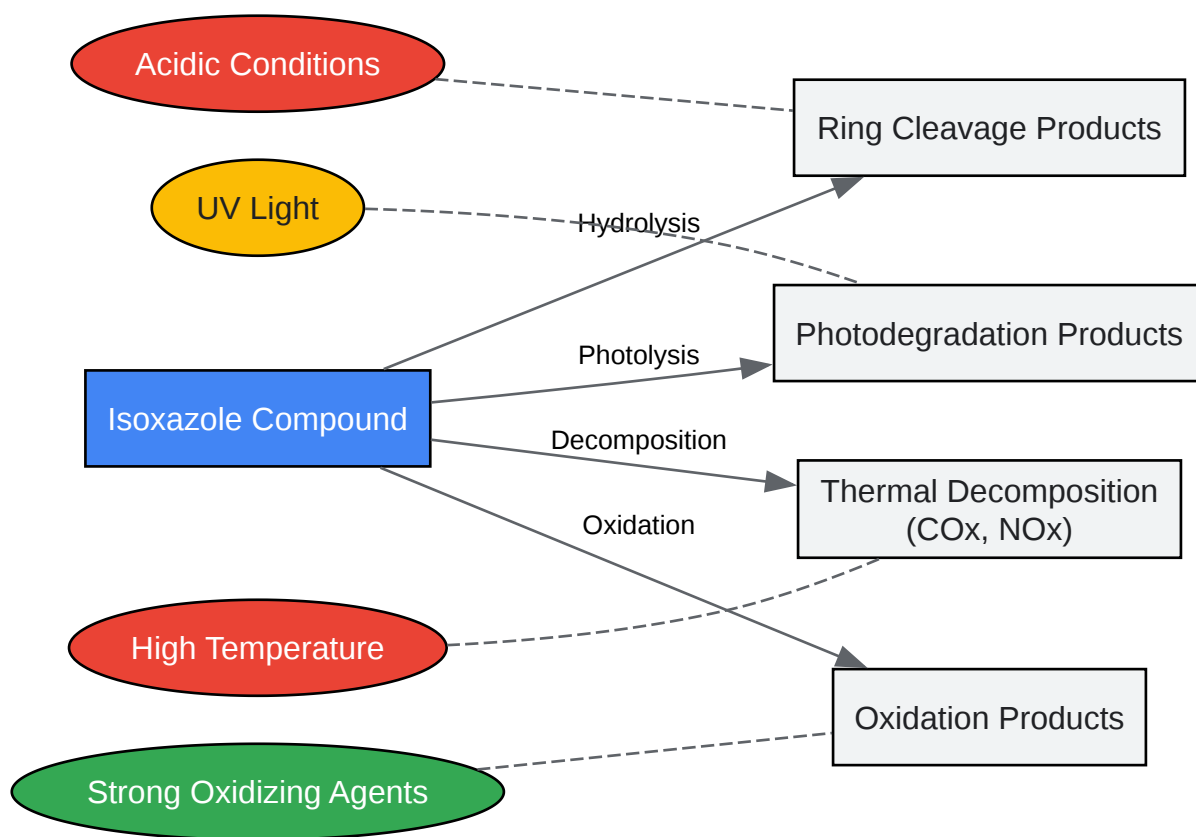 Acidic Conditions
Ring Cleavage Products
UV Light
Hydrolysis
Photodegradation Products
Photolysis
Isoxazole Compound
Decomposition
Thermal Decomposition
(COx, NOx)
Oxidation
High Temperature
Oxidation Products
Strong Oxidizing Agents